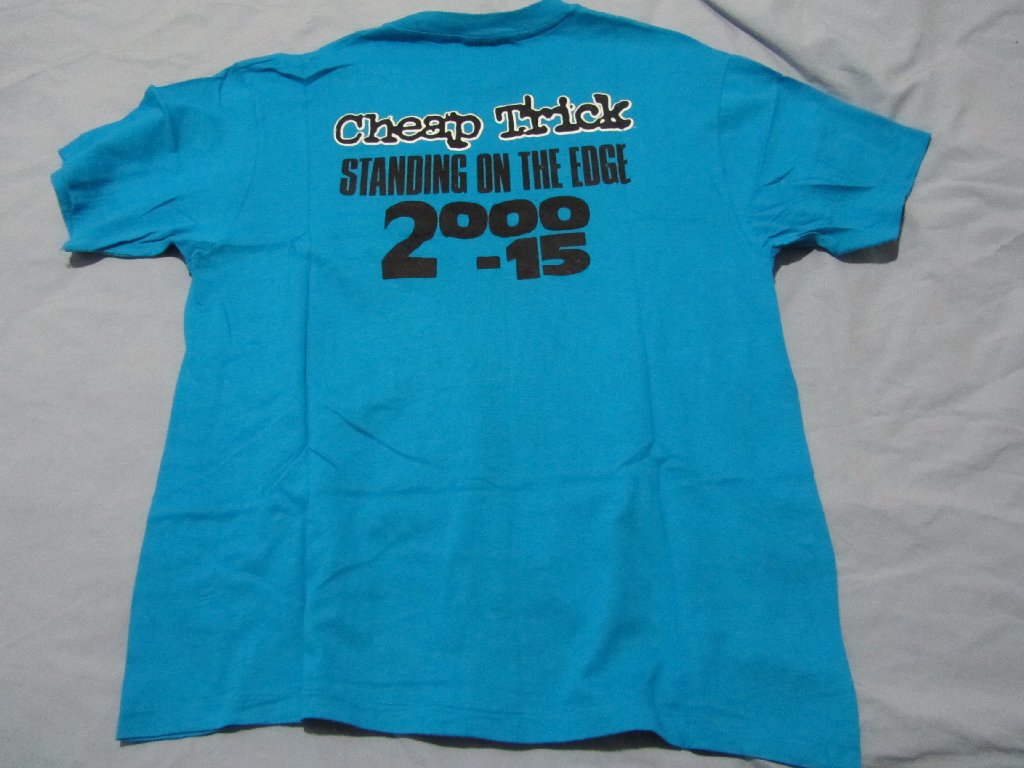 Cheap Trick
STANDING ON THE EDGE
2000
-15